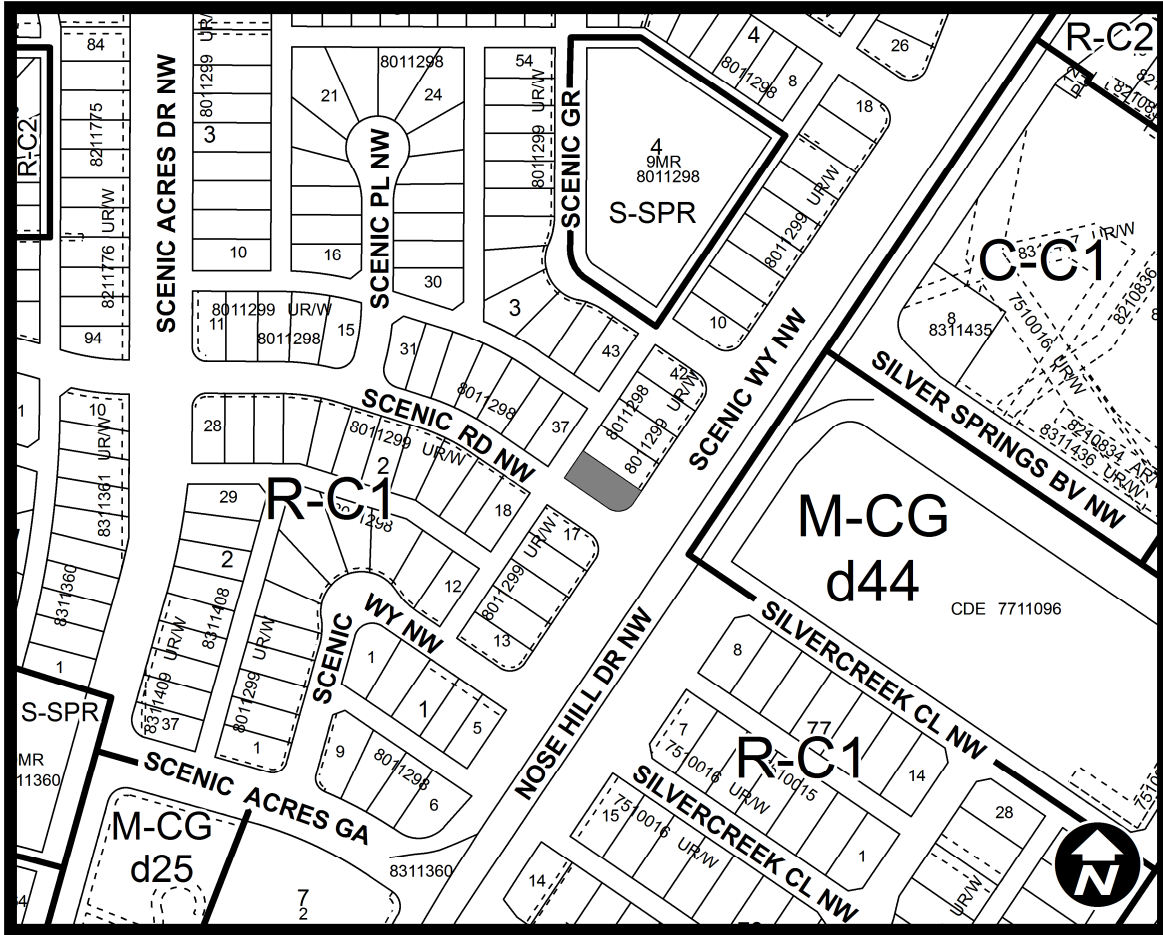 R-C2
84
SCENIC ACRES DR NW
8011299
UR/W
3
8211775
UR/W
8211776
94
10
R-C2
8011298
21
24
SCENIC PL NW
16
30
54
UR/W
8011299
SCENIC GR
4
9MR
8011298
S-SPR
4
8011298
8
26
18
UR/W
8011299
10
SCENIC WY NW
8210836
UR/W
C-C1
8
8311435
7510016
UR/W
SILVER SPRINGS BV NW
8210834
8311436
UR/W
8011299
UR/W
11
8011298
15
31
8011298
37
3
43
42
8011298
UR/W
8011299
SCENIC RD NW
1
10
UR/W
8311361
8311360
1
28
8011299
UR/W
2
18
R-C1
29
2
8311408
UR/W
UR/W
8311409
37
8011299
1
12
17
UR/W
8011299
13
SCENIC
WY NW
1
1
5
9
8011298
6
NOSE HILL DR NW
M-CG
d44
CDE 7711096
SILVERCREEK CL NW
8
77
14
7
7510016
UR/W
R-C1
1
SILVERCREEK CL NW
15
7510016
UR/W
14
28
UR/W
S-SPR
MR
SCENIC ACRES GA
M-CG
d25
7
2
8311360
N